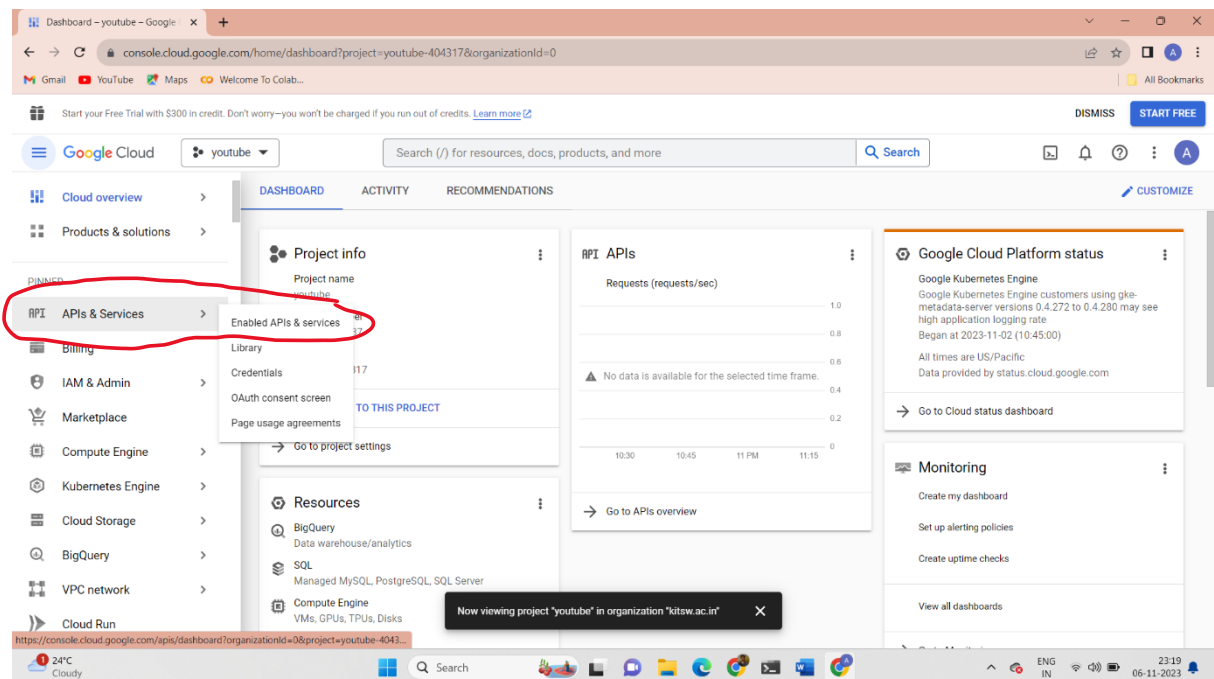 Dashboard – youtube – Google
console.cloud.google.com/home/dashboard?project=youtube-404317&organizationId=0
Gmail YouTube Maps Welcome To Colab... All Bookmarks
Start your Free Trial with $300 in credit. Don't worry—you won't be charged if you run out of credits. Learn more DISMISS START FREE
Google Cloud youtube Search (/) for resources, docs, products, and more Search A
Cloud overview
Products & solutions
PINNED
API APIs & Services
Billing
IAM & Admin
Marketplace
Compute Engine
Kubernetes Engine
Cloud Storage
BigQuery
VPC network
Cloud Run
Enabled APIs & services
Library
Credentials
OAuth consent screen
Page usage agreements
DASHBOARD ACTIVITY RECOMMENDATIONS CUSTOMIZE
Project info
Project name
youtube
317
TO THIS PROJECT
Go to project settings
Resources
BigQuery
Data warehouse/analytics
SQL
Managed MySQL, PostgreSQL, SQL Server
Compute Engine
VMs, GPUs, TPUs, Disks
API APIs
Requests (requests/sec)
1.0
0.8
0.6
No data is available for the selected time frame.
0.4
0.2
0
10:30 10:45 11 PM 11:15
Go to APIs overview
Google Cloud Platform status
Google Kubernetes Engine
Google Kubernetes Engine customers using gke-
metadata-server versions 0.4.272 to 0.4.280 may see
high application logging rate
Began at 2023-11-02 (10:45:00)
All times are US/Pacific
Data provided by status.cloud.google.com
Go to Cloud status dashboard
Monitoring
Create my dashboard
Set up alerting policies
Create uptime checks
View all dashboards
Now viewing project "youtube" in organization "kitsw.ac.in"
https://console.cloud.google.com/apis/dashboard?organizationId=0&project=youtube-4043...
1
24°C
Cloudy
Search
ENG
IN
23:19
06-11-2023